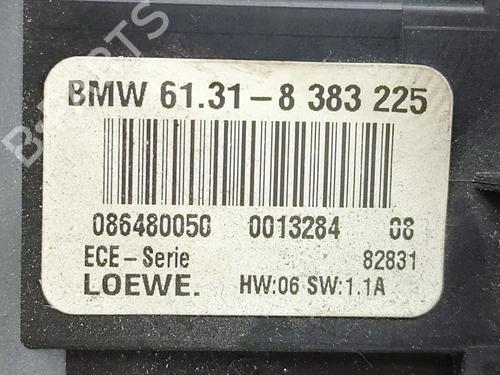 BMW 61.31-8 383 225
086480050 0013284 08
ECE-Serie 82831
LOEWE. HW:06 SW:1.1A